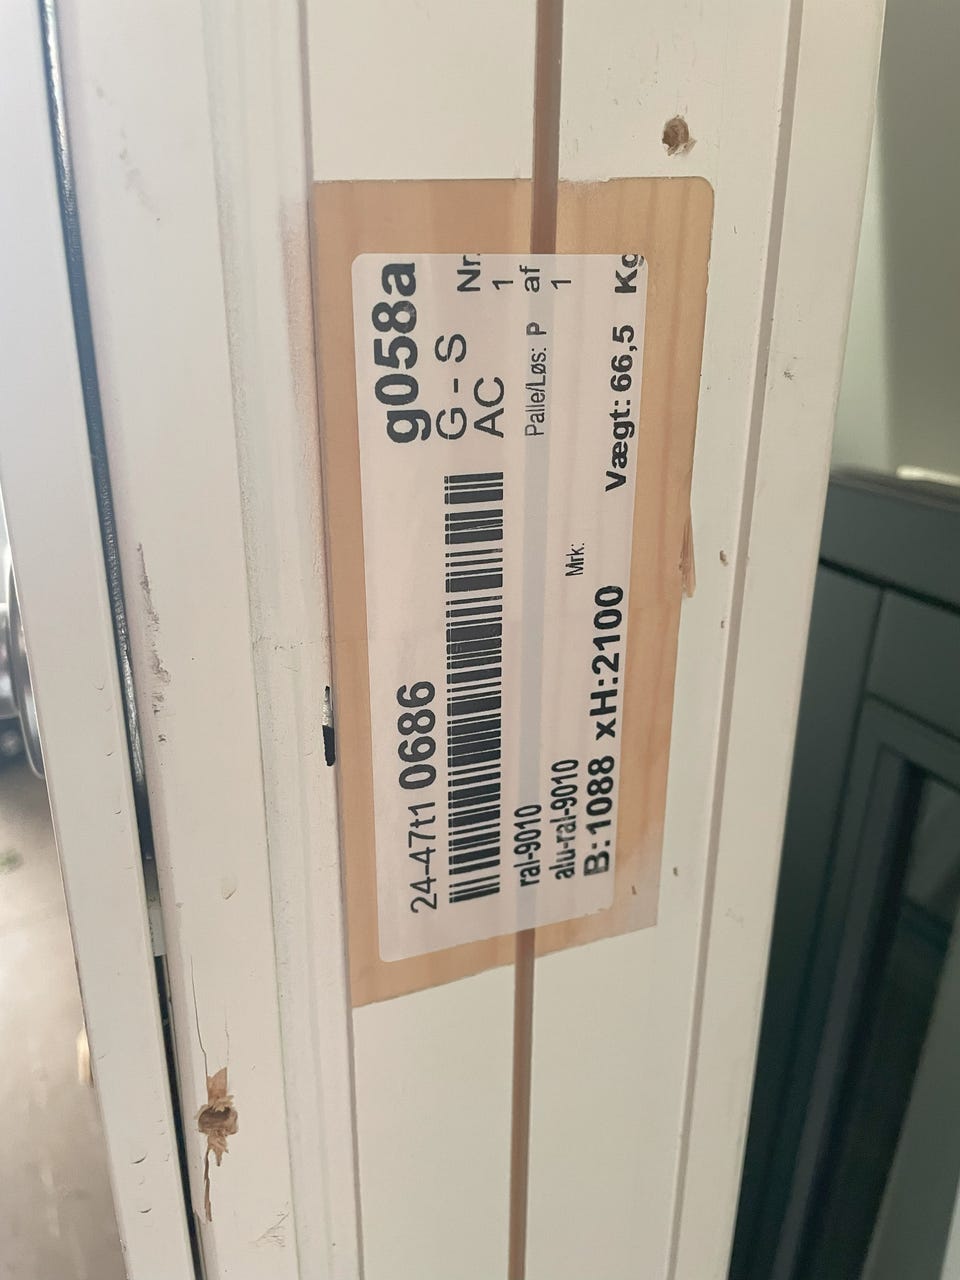 24-47t1 0686 g058a
G - S
AC
Nr.
1
Palle/Løs: P af
1
ral-9010
alu-ral-9010
Mrk:
B:1088 xH:2100 Vægt: 66,5 Kg